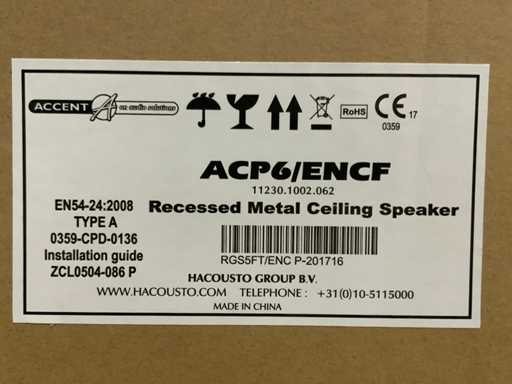 ACCENT on audio solutions
RoHS
CE 17
0359
ACP6/ENCF
11230.1002.062
Recessed Metal Ceiling Speaker
EN54-24:2008
TYPE A
0359-CPD-0136
Installation guide
ZCL0504-086 P
RGS5FT/ENC P-201716
HACOUSTO GROUP B.V.
WWW.HACOUSTO.COM TELEPHONE : +31(0)10-5115000
MADE IN CHINA